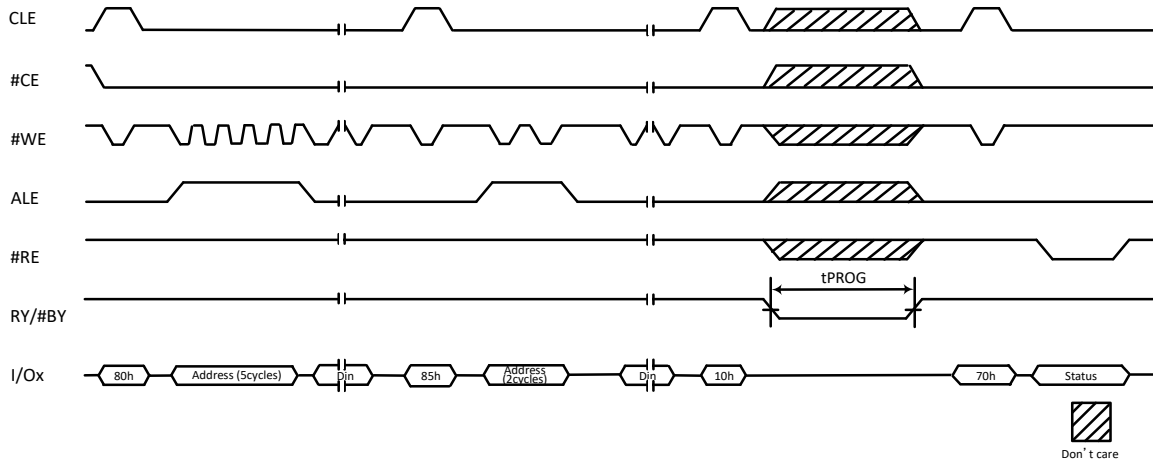 CLE
#CE
#WE
ALE
#RE
tPROG
RY/#BY
I/Ox
80h
Address (5cycles)
Din
85h
Address
(2cycles)
Din
10h
70h
Status
Don't care